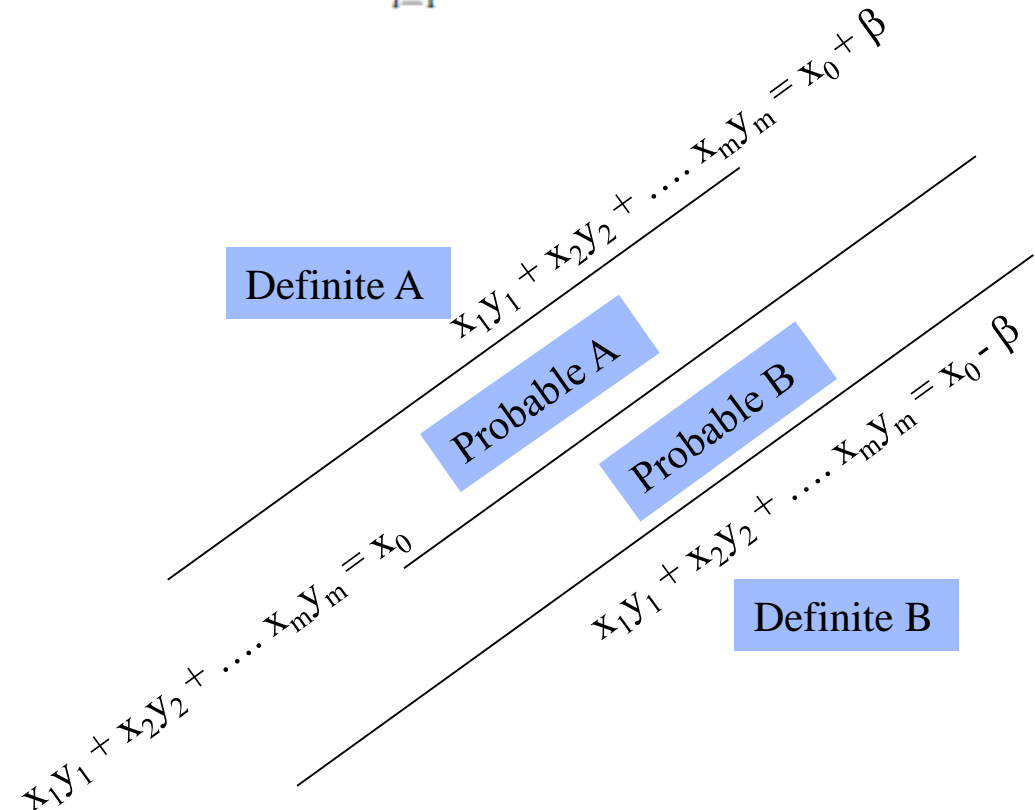 x₁y₁ + x₂y₂ + .... xₘyₘ = x₀ + β
Definite A
Probable A
Probable B
x₁y₁ + x₂y₂ + .... xₘyₘ = x₀
x₁y₁ + x₂y₂ + .... xₘyₘ = x₀ - β
Definite B